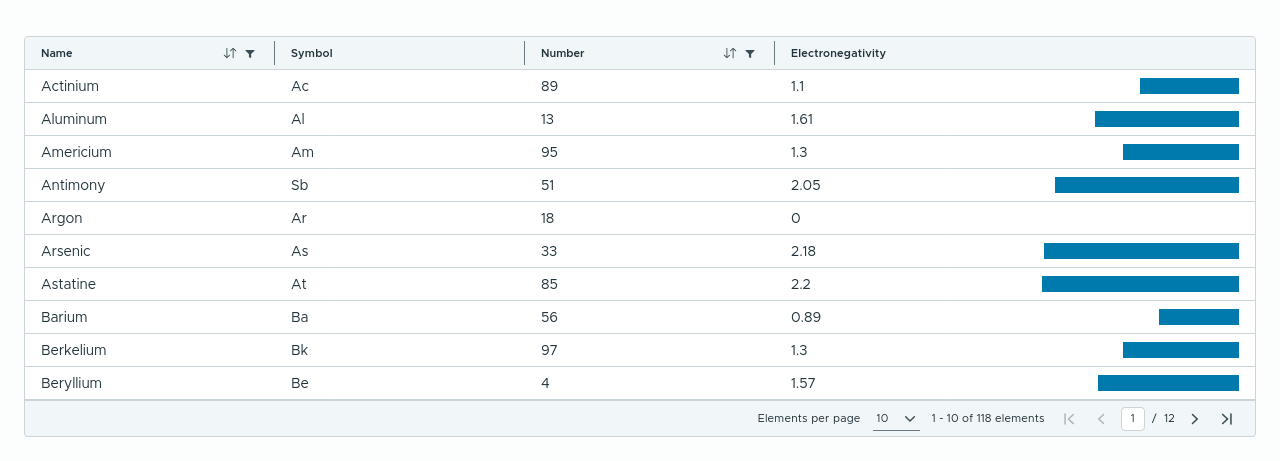 Name Symbol Number Electronegativity
Actinium Ac 89 1.1
Aluminum Al 13 1.61
Americium Am 95 1.3
Antimony Sb 51 2.05
Argon Ar 18 0
Arsenic As 33 2.18
Astatine At 85 2.2
Barium Ba 56 0.89
Berkelium Bk 97 1.3
Beryllium Be 4 1.57
Elements per page 10 1 - 10 of 118 elements 1 / 12